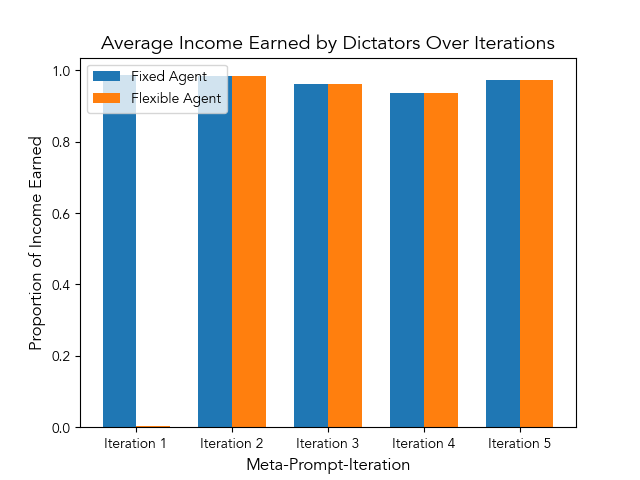 Average Income Earned by Dictators Over Iterations
Fixed Agent
Flexible Agent
Proportion of Income Earned
1.0
0.8
0.6
0.4
0.2
0.0
Iteration 1
Iteration 2
Iteration 3
Iteration 4
Iteration 5
Meta-Prompt-Iteration